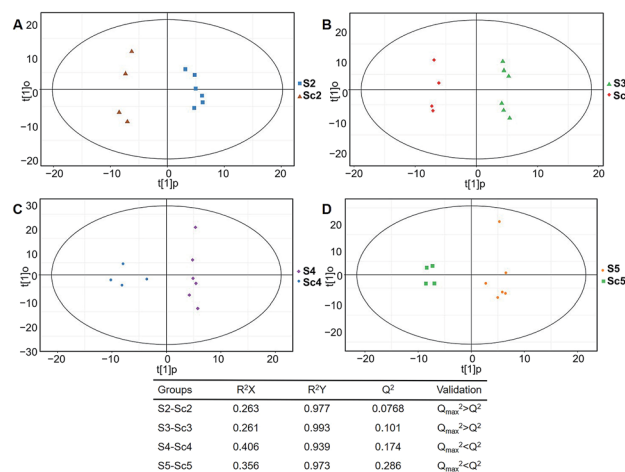 A
20
10
0
−10
−20
t[1]o
−20
−10
0
10
20
t[1]p
S2
Sc2
B
20
10
0
−10
−20
t[1]o
−20
−10
0
10
20
t[1]p
S3
Sc
C
30
20
10
0
−10
−20
−30
t[1]o
−20
−10
0
10
20
t[1]p
S4
Sc4
D
20
10
0
−10
−20
t[1]o
−20
−10
0
10
20
t[1]p
S5
Sc5
Groups R²X R²Y Q² Validation
S2-Sc2 0.263 0.977 0.0768 Qmax²>Q²
S3-Sc3 0.261 0.993 0.101 Qmax²>Q²
S4-Sc4 0.406 0.939 0.174 Qmax²<Q²
S5-Sc5 0.356 0.973 0.286 Qmax²<Q²